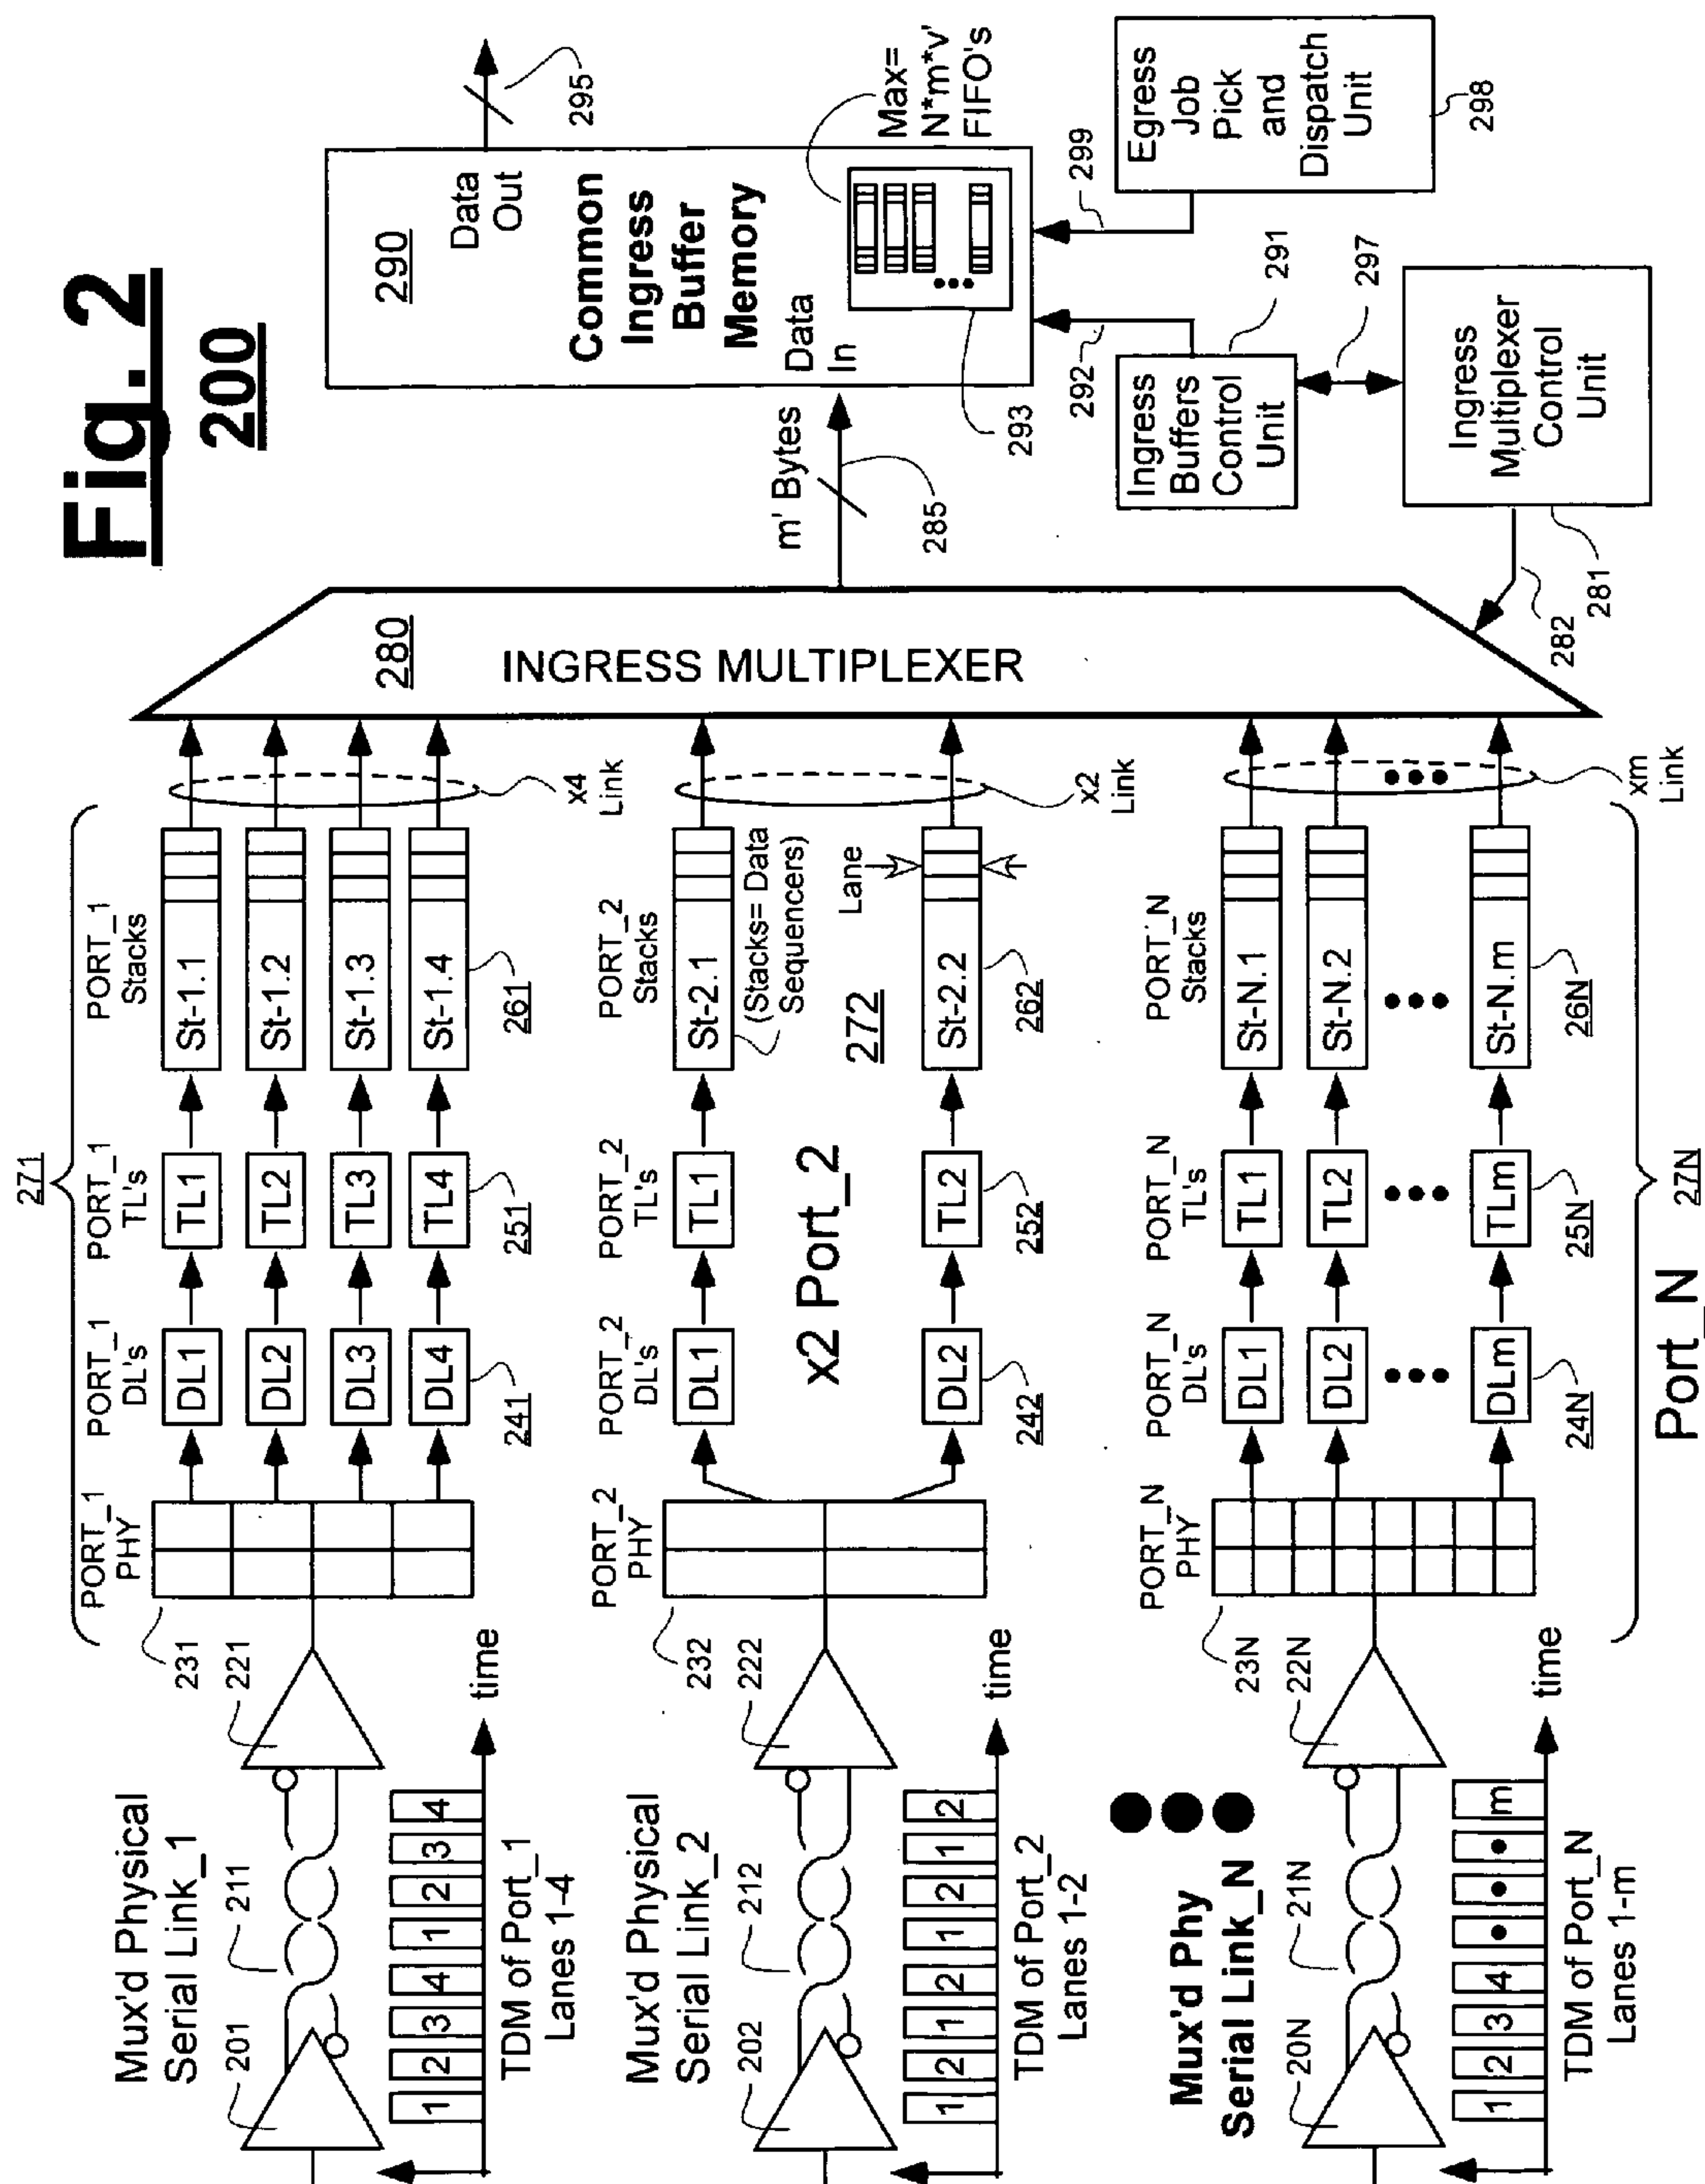 Fig. 2
200
Mux'd Physical
Serial Link_1
201
211
221
231
1 2 3 4 1 2 3 4
time
TDM of Port_1
Lanes 1-4
271
PORT_1
PHY
PORT_1
DL's
DL1
DL2
DL3
DL4
241
PORT_1
TL's
TL1
TL2
TL3
TL4
251
PORT_1
Stacks
St-1.1
St-1.2
St-1.3
St-1.4
261
x4
Link
Mux'd Physical
Serial Link_2
202
212
222
232
1 2 1 2 1 2 1 2
time
TDM of Port_2
Lanes 1-2
PORT_2
PHY
PORT_2
DL's
DL1
DL2
242
PORT_2
TL's
TL1
TL2
252
x2 Port_2
272
PORT_2
Stacks
St-2.1
(Stacks= Data
Sequencers)
Lane
St-2.2
262
x2
Link
Mux'd Phy
Serial Link_N
20N
21N
22N
23N
1 2 3 4 m
time
TDM of Port_N
Lanes 1-m
PORT_N
PHY
PORT_N
DL's
DL1
DL2
DLm
24N
PORT_N
TL's
TL1
TL2
TLm
25N
PORT_N
Stacks
St-N.1
St-N.2
St-N.m
26N
xm
Link
27N
Port_N
280
INGRESS MULTIPLEXER
m' Bytes
285
282
281
Ingress
Multiplexer
Control
Unit
297
Ingress
Buffers
Control
Unit
291
292
290
Common
Ingress
Buffer
Memory
Data
In
Data
Out
295
293
Max=
N*m*v'
FIFO's
299
Egress
Job
Pick
and
Dispatch
Unit
298